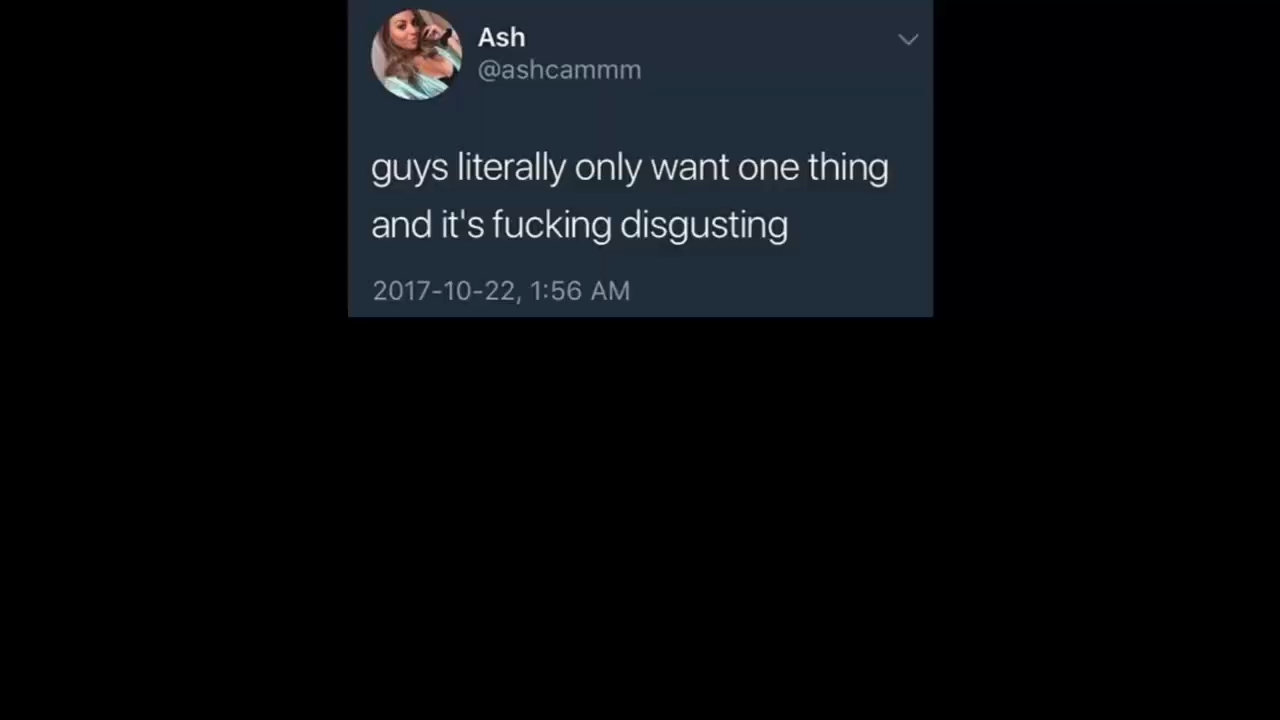 Ash
@ashcammm
guys literally only want one thing
and it's fucking disgusting
2017-10-22, 1:56 AM